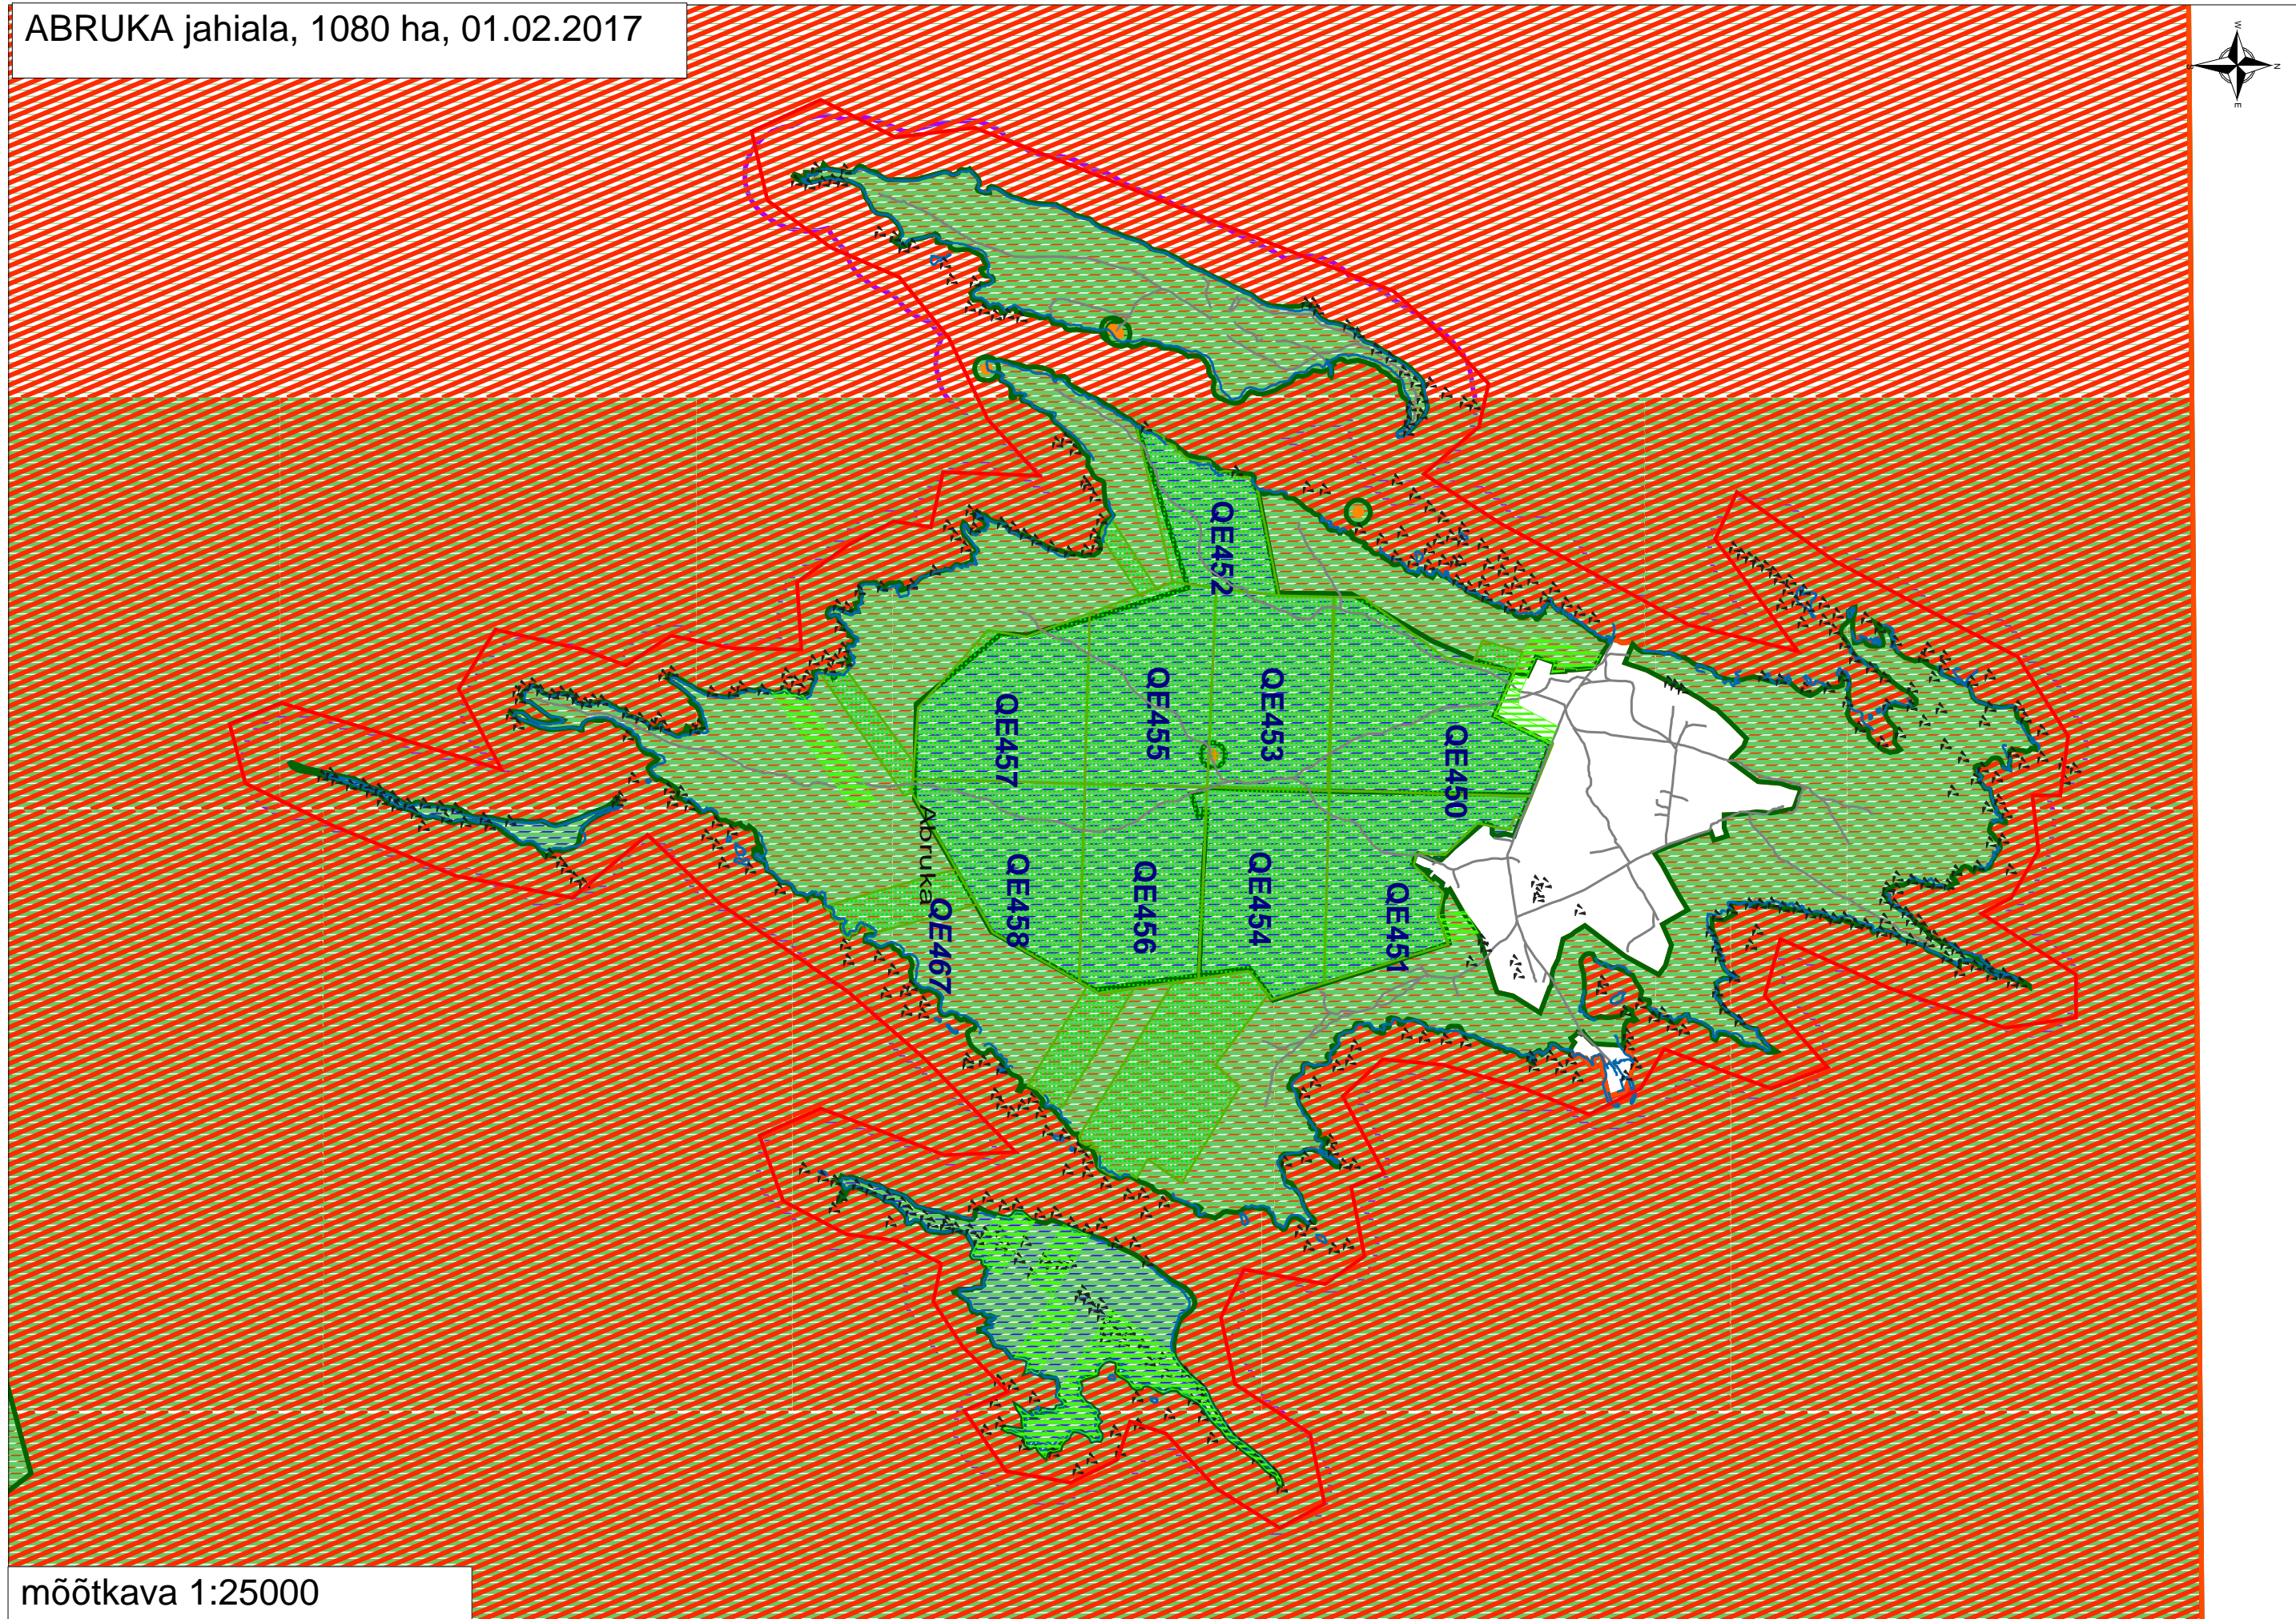 ABRUKA jahiala, 1080 ha, 01.02.2017
W
N
S
E
QE452
QE457
QE455
QE453
QE450
Abruka
QE467
QE458
QE456
QE454
QE451
mõõtkava 1:25000